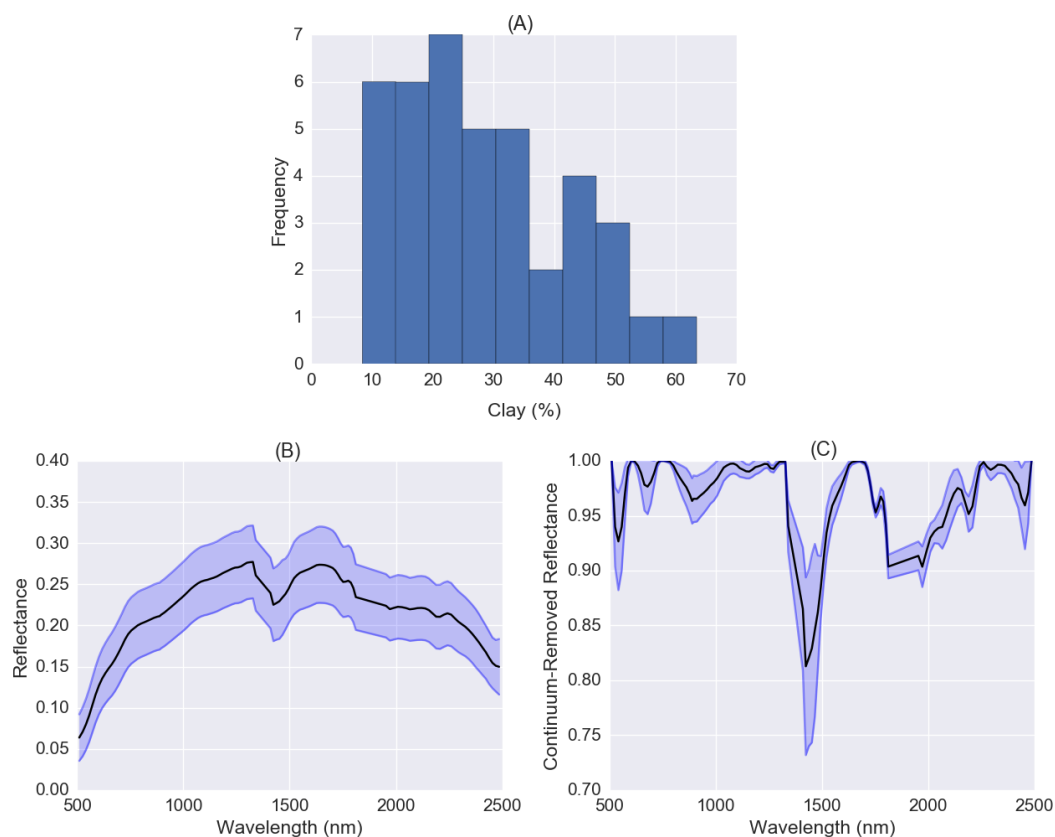 (A)
7
6
5
4
3
2
1
0
Frequency
0 10 20 30 40 50 60 70
Clay (%)
(B)
0.40
0.35
0.30
0.25
0.20
0.15
0.10
0.05
0.00
Reflectance
500 1000 1500 2000 2500
Wavelength (nm)
(C)
1.00
0.95
0.90
0.85
0.80
0.75
0.70
Continuum-Removed Reflectance
500 1000 1500 2000 2500
Wavelength (nm)